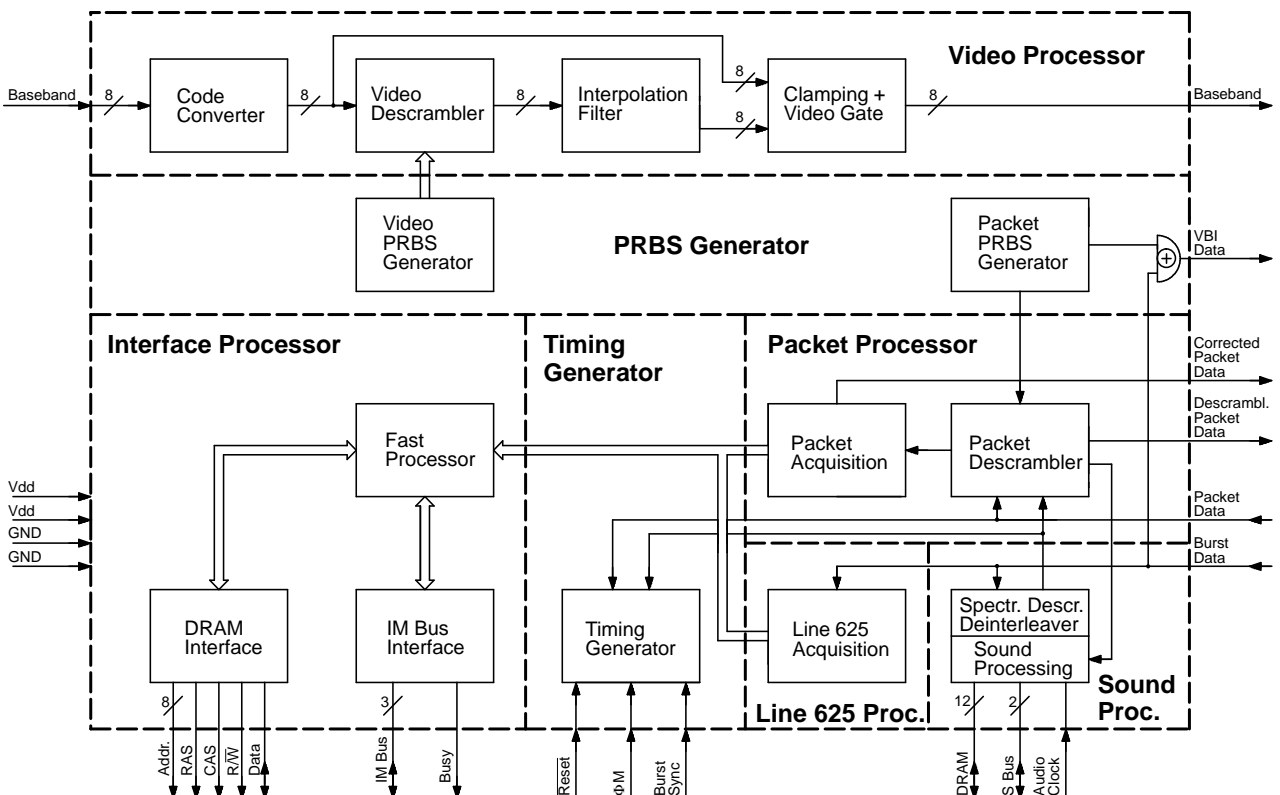 Video Processor
Baseband
8
Code
Converter
8
Video
Descrambler
8
Interpolation
Filter
8
8
Clamping +
Video Gate
8
Baseband
Video
PRBS
Generator
PRBS Generator
Packet
PRBS
Generator
+
VBI
Data
Interface Processor
Timing
Generator
Packet Processor
Corrected
Packet
Data
Fast
Processor
Packet
Acquisition
Packet
Descrambler
Descrambl.
Packet
Data
Vdd
Vdd
GND
GND
Packet
Data
Burst
Data
DRAM
Interface
IM Bus
Interface
Timing
Generator
Line 625
Acquisition
Spectr. Descr.
Deinterleaver
Sound
Processing
Line 625 Proc.
Sound
Proc.
8
3
12
2
Addr.
RAS
CAS
R/W
Data
IM Bus
Busy
Reset
ΦM
Burst
Sync
DRAM
S Bus
Audio
Clock